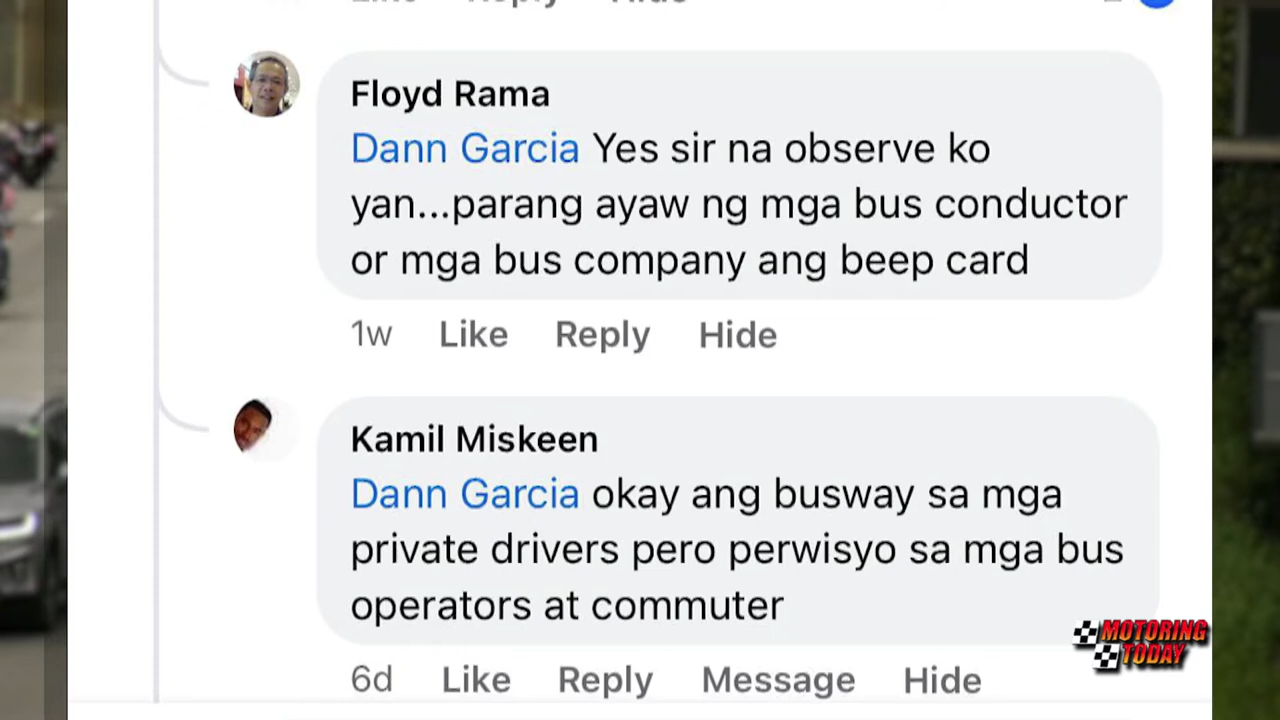 Floyd Rama
Dann Garcia Yes sir na observe ko
yan...parang ayaw ng mga bus conductor
or mga bus company ang beep card
1w Like Reply Hide
Kamil Miskeen
Dann Garcia okay ang busway sa mga
private drivers pero perwisyo sa mga bus
operators at commuter
6d Like Reply Message Hide
MOTORING
TODAY